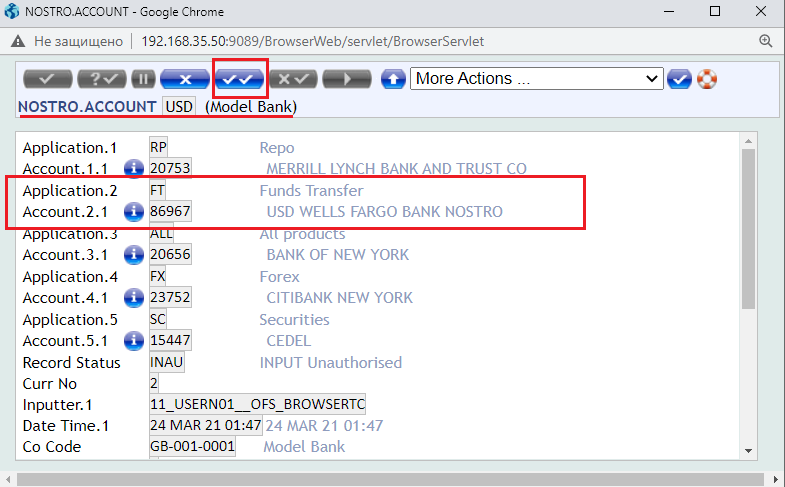 NOSTRO.ACCOUNT - Google Chrome
Не защищено 192.168.35.50:9089/BrowserWeb/servlet/BrowserServlet
More Actions ...
NOSTRO.ACCOUNT USD (Model Bank)
Application.1 RP Repo
Account.1.1 20753 MERRILL LYNCH BANK AND TRUST CO
Application.2 FT Funds Transfer
Account.2.1 86967 USD WELLS FARGO BANK NOSTRO
Application.3 ALL All products
Account.3.1 20656 BANK OF NEW YORK
Application.4 FX Forex
Account.4.1 23752 CITIBANK NEW YORK
Application.5 SC Securities
Account.5.1 15447 CEDEL
Record Status INAU INPUT Unauthorised
Curr No 2
Inputter.1 11_USERN01__OFS_BROWSERTC
Date Time.1 24 MAR 21 01:47 24 MAR 21 01:47
Co Code GB-001-0001 Model Bank